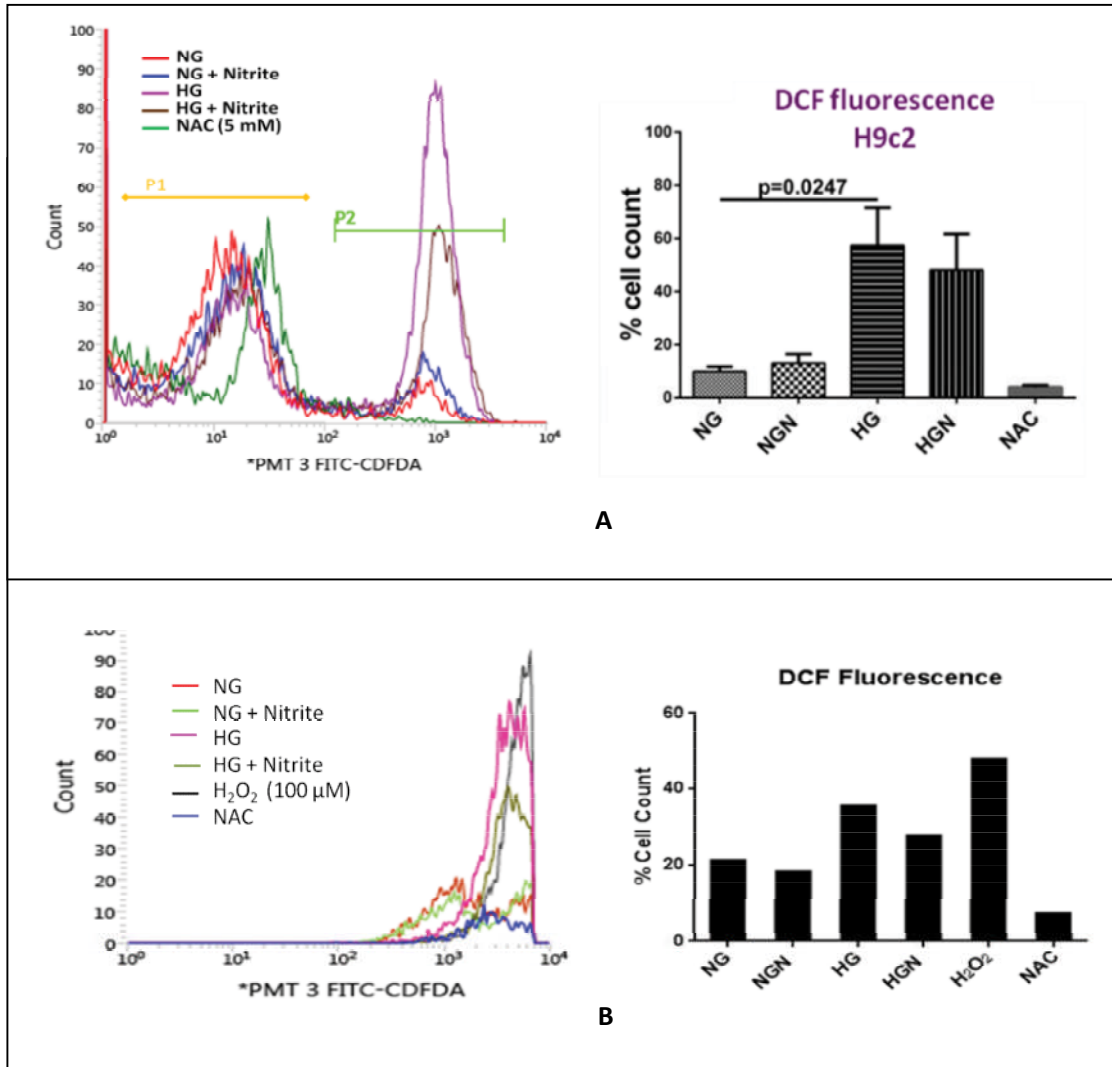 100
90
80
70
60
50
40
30
20
10
0
Count
NG
NG + Nitrite
HG
HG + Nitrite
NAC (5 mM)
P1
P2
10⁰ 10¹ 10² 10³ 10⁴
*PMT 3 FITC-CDFDA
DCF fluorescence
H9c2
100
80
60
40
20
0
% cell count
p=0.0247
NG NGN HG HGN NAC
A
100
90
80
70
60
50
40
30
20
10
0
Count
NG
NG + Nitrite
HG
HG + Nitrite
H₂O₂ (100 µM)
NAC
10⁰ 10¹ 10² 10³ 10⁴
*PMT 3 FITC-CDFDA
DCF Fluorescence
60
40
20
0
% Cell Count
NG NGN HG HGN H₂O₂ NAC
B